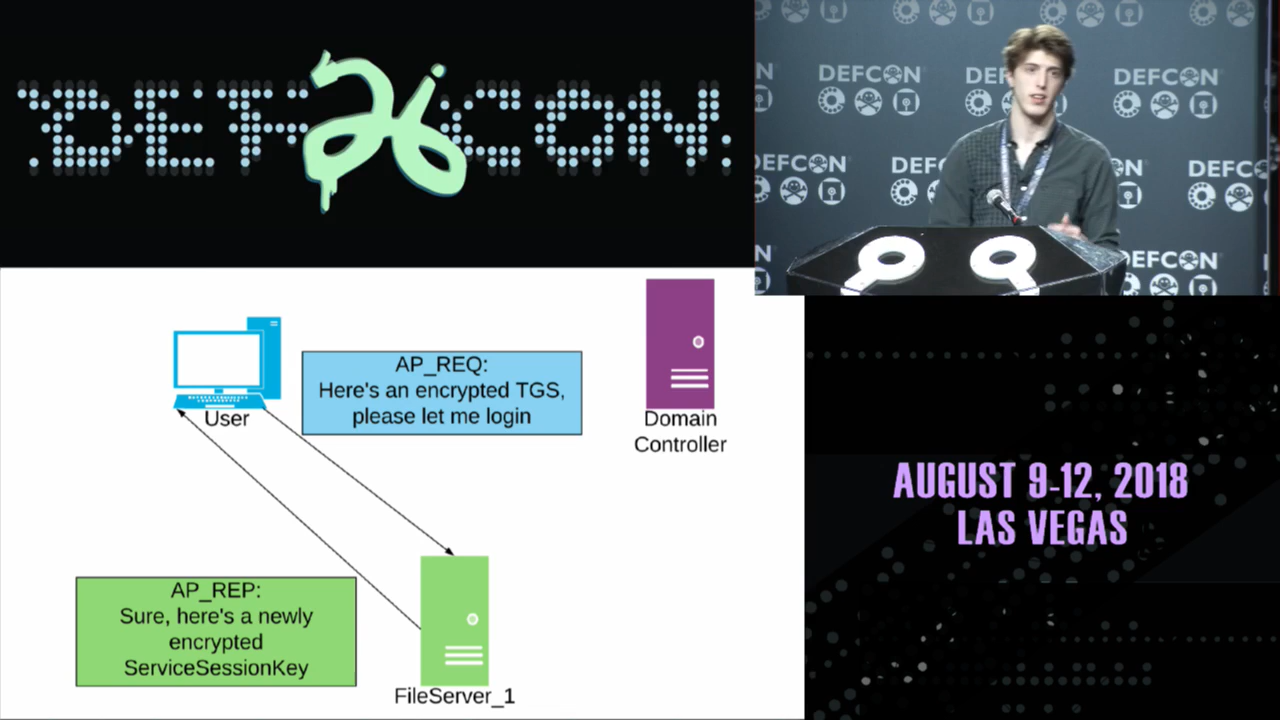 DEF CON
26
DEFCON DEFCON DEFCON
DEFCON DEFCON DEFCON
DEFCON
AP_REQ:
Here's an encrypted TGS,
please let me login
User
Domain
Controller
AP_REP:
Sure, here's a newly
encrypted
ServiceSessionKey
FileServer_1
AUGUST 9-12, 2018
LAS VEGAS